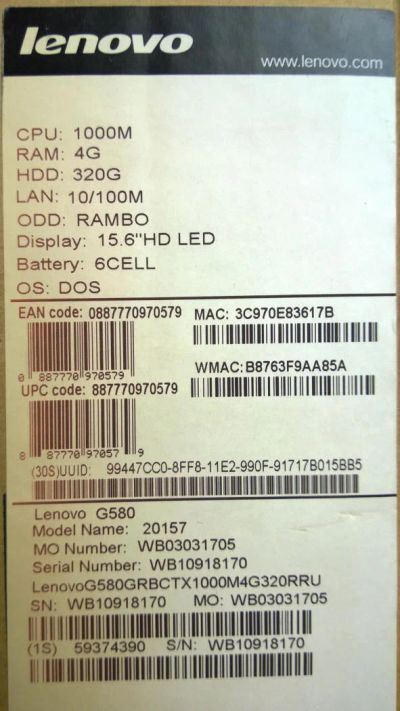 lenovo
www.lenovo.com
CPU: 1000M
RAM: 4G
HDD: 320G
LAN: 10/100M
ODD: RAMBO
Display: 15.6"HD LED
Battery: 6CELL
OS: DOS
EAN code: 0887770970579 MAC: 3C970E83617B
0 887770 970579
WMAC:B8763F9AA85A
UPC code: 887770970579
8 87770 97057 9
(30S)UUID: 99447CC0-8FF8-11E2-990F-91717B015BB5
Lenovo G580
Model Name: 20157
MO Number: WB03031705
Serial Number: WB10918170
LenovoG580GRBCTX1000M4G320RRU
SN: WB10918170 MO: WB03031705
(1S) 59374390 S/N: WB10918170